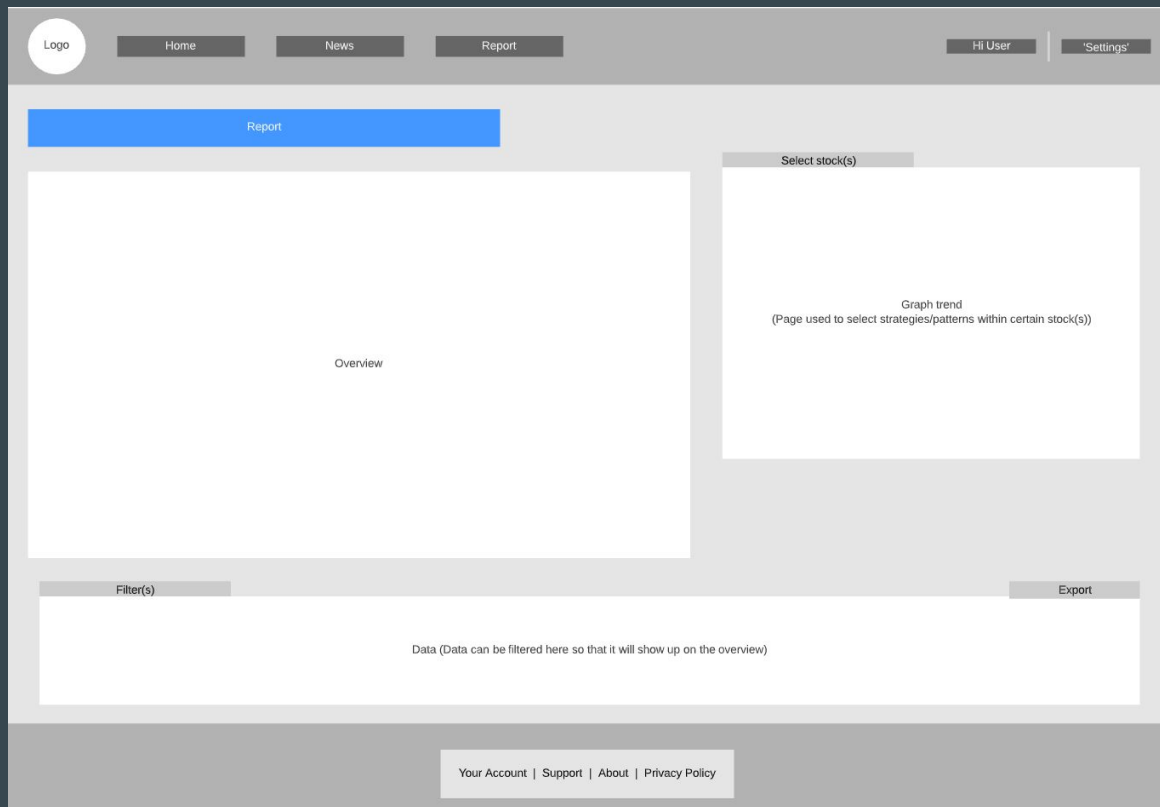 Logo
Home
News
Report
Hi User
'Settings'
Report
Select stock(s)
Graph trend
(Page used to select strategies/patterns within certain stock(s))
Overview
Filter(s)
Export
Data (Data can be filtered here so that it will show up on the overview)
Your Account | Support | About | Privacy Policy